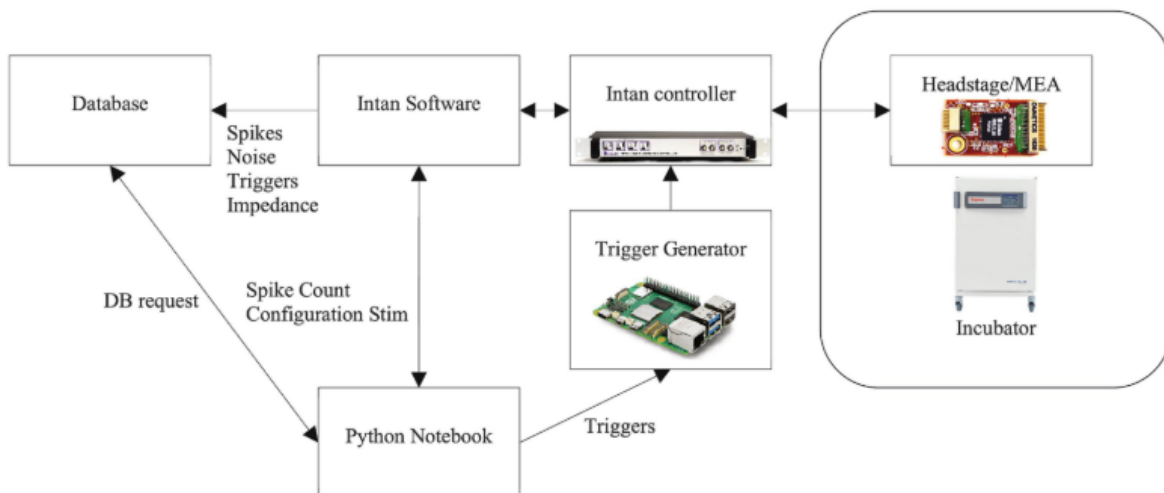 Database
Intan Software
Intan controller
Headstage/MEA
Spikes
Noise
Triggers
Impedance
Trigger Generator
DB request
Spike Count
Configuration Stim
Incubator
Python Notebook
Triggers